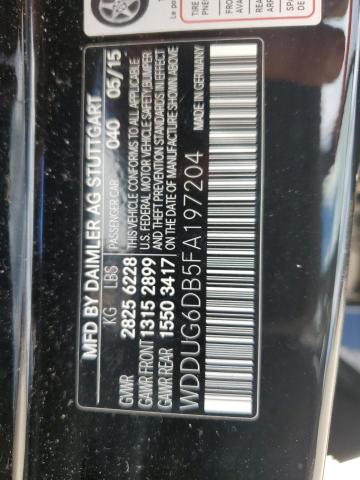 MFD BY DAIMLER AG STUTTGART
PASSENGER CAR 040 05/15
KG LBS
GVWR 2825 6228
GAWR FRONT 1315 2899
GAWR REAR 1550 3417
THIS VEHICLE CONFORMS TO ALL APPLICABLE
U.S. FEDERAL MOTOR VEHICLE SAFETY, BUMPER
AND THEFT PREVENTION STANDARDS IN EFFECT
ON THE DATE OF MANUFACTURE SHOWN ABOVE
WDDUG6DB5FA197204
MADE IN GERMANY
TIRE